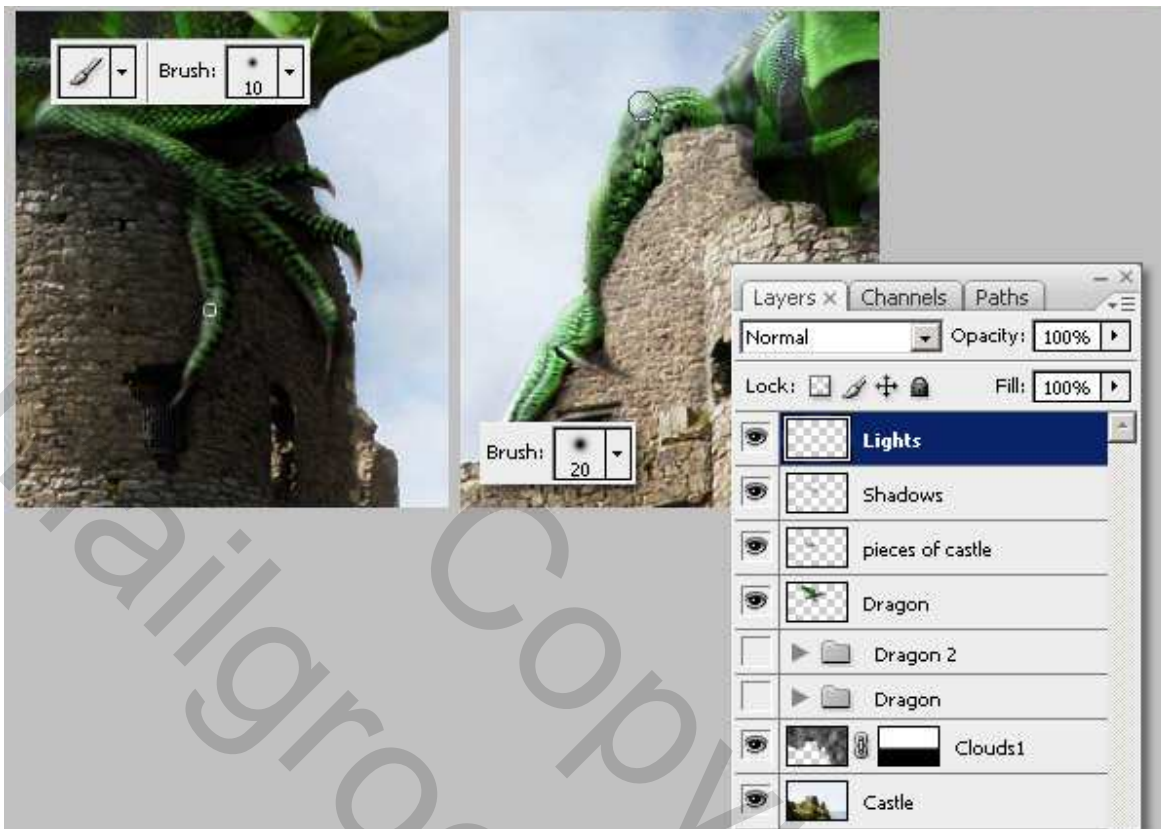 Brush:
10
Brush:
20
Layers × Channels Paths
Normal Opacity: 100%
Lock: Fill: 100%
Lights
Shadows
pieces of castle
Dragon
Dragon 2
Dragon
Clouds1
Castle